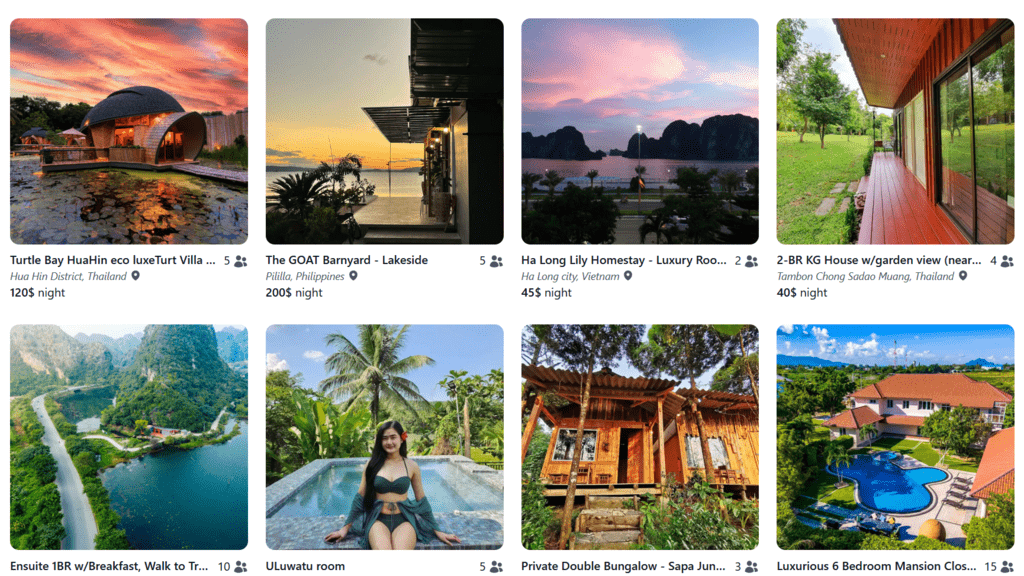 Turtle Bay HuaHin eco luxeTurt Villa ... 5
Hua Hin District, Thailand
120$ night
The GOAT Barnyard - Lakeside 5
Pililla, Philippines
200$ night
Ha Long Lily Homestay - Luxury Roo... 2
Ha Long city, Vietnam
45$ night
2-BR KG House w/garden view (near... 4
Tambon Chong Sadao Muang, Thailand
40$ night
Ensuite 1BR w/Breakfast, Walk to Tr... 10
ULuwatu room 5
Private Double Bungalow - Sapa Jun... 3
Luxurious 6 Bedroom Mansion Clos... 15